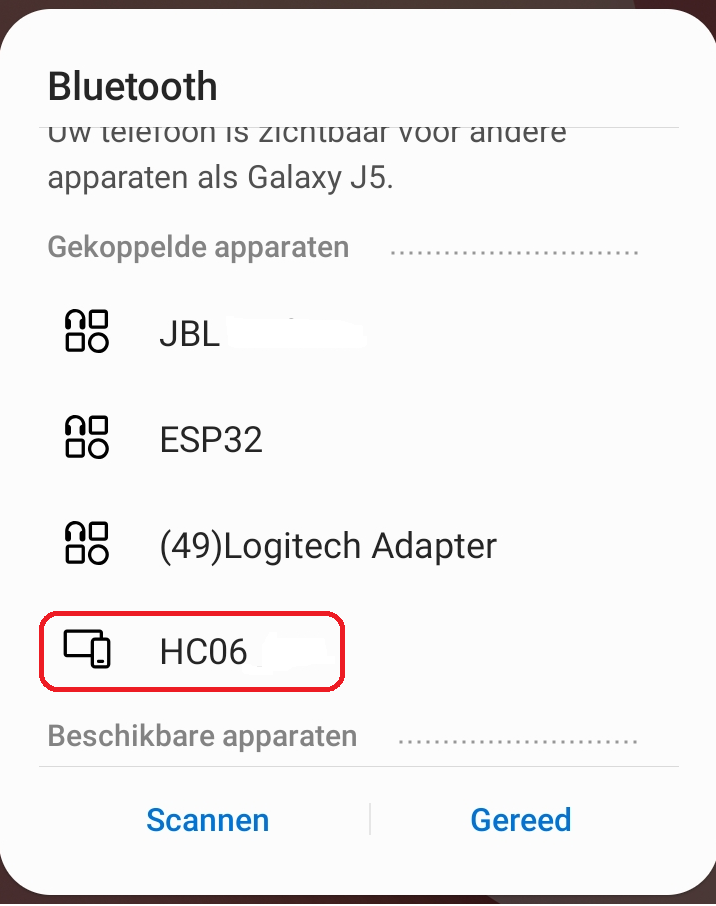 Bluetooth
Uw telefoon is zichtbaar voor andere
apparaten als Galaxy J5.
Gekoppelde apparaten
JBL
ESP32
(49)Logitech Adapter
HC06
Beschikbare apparaten
Scannen
Gereed